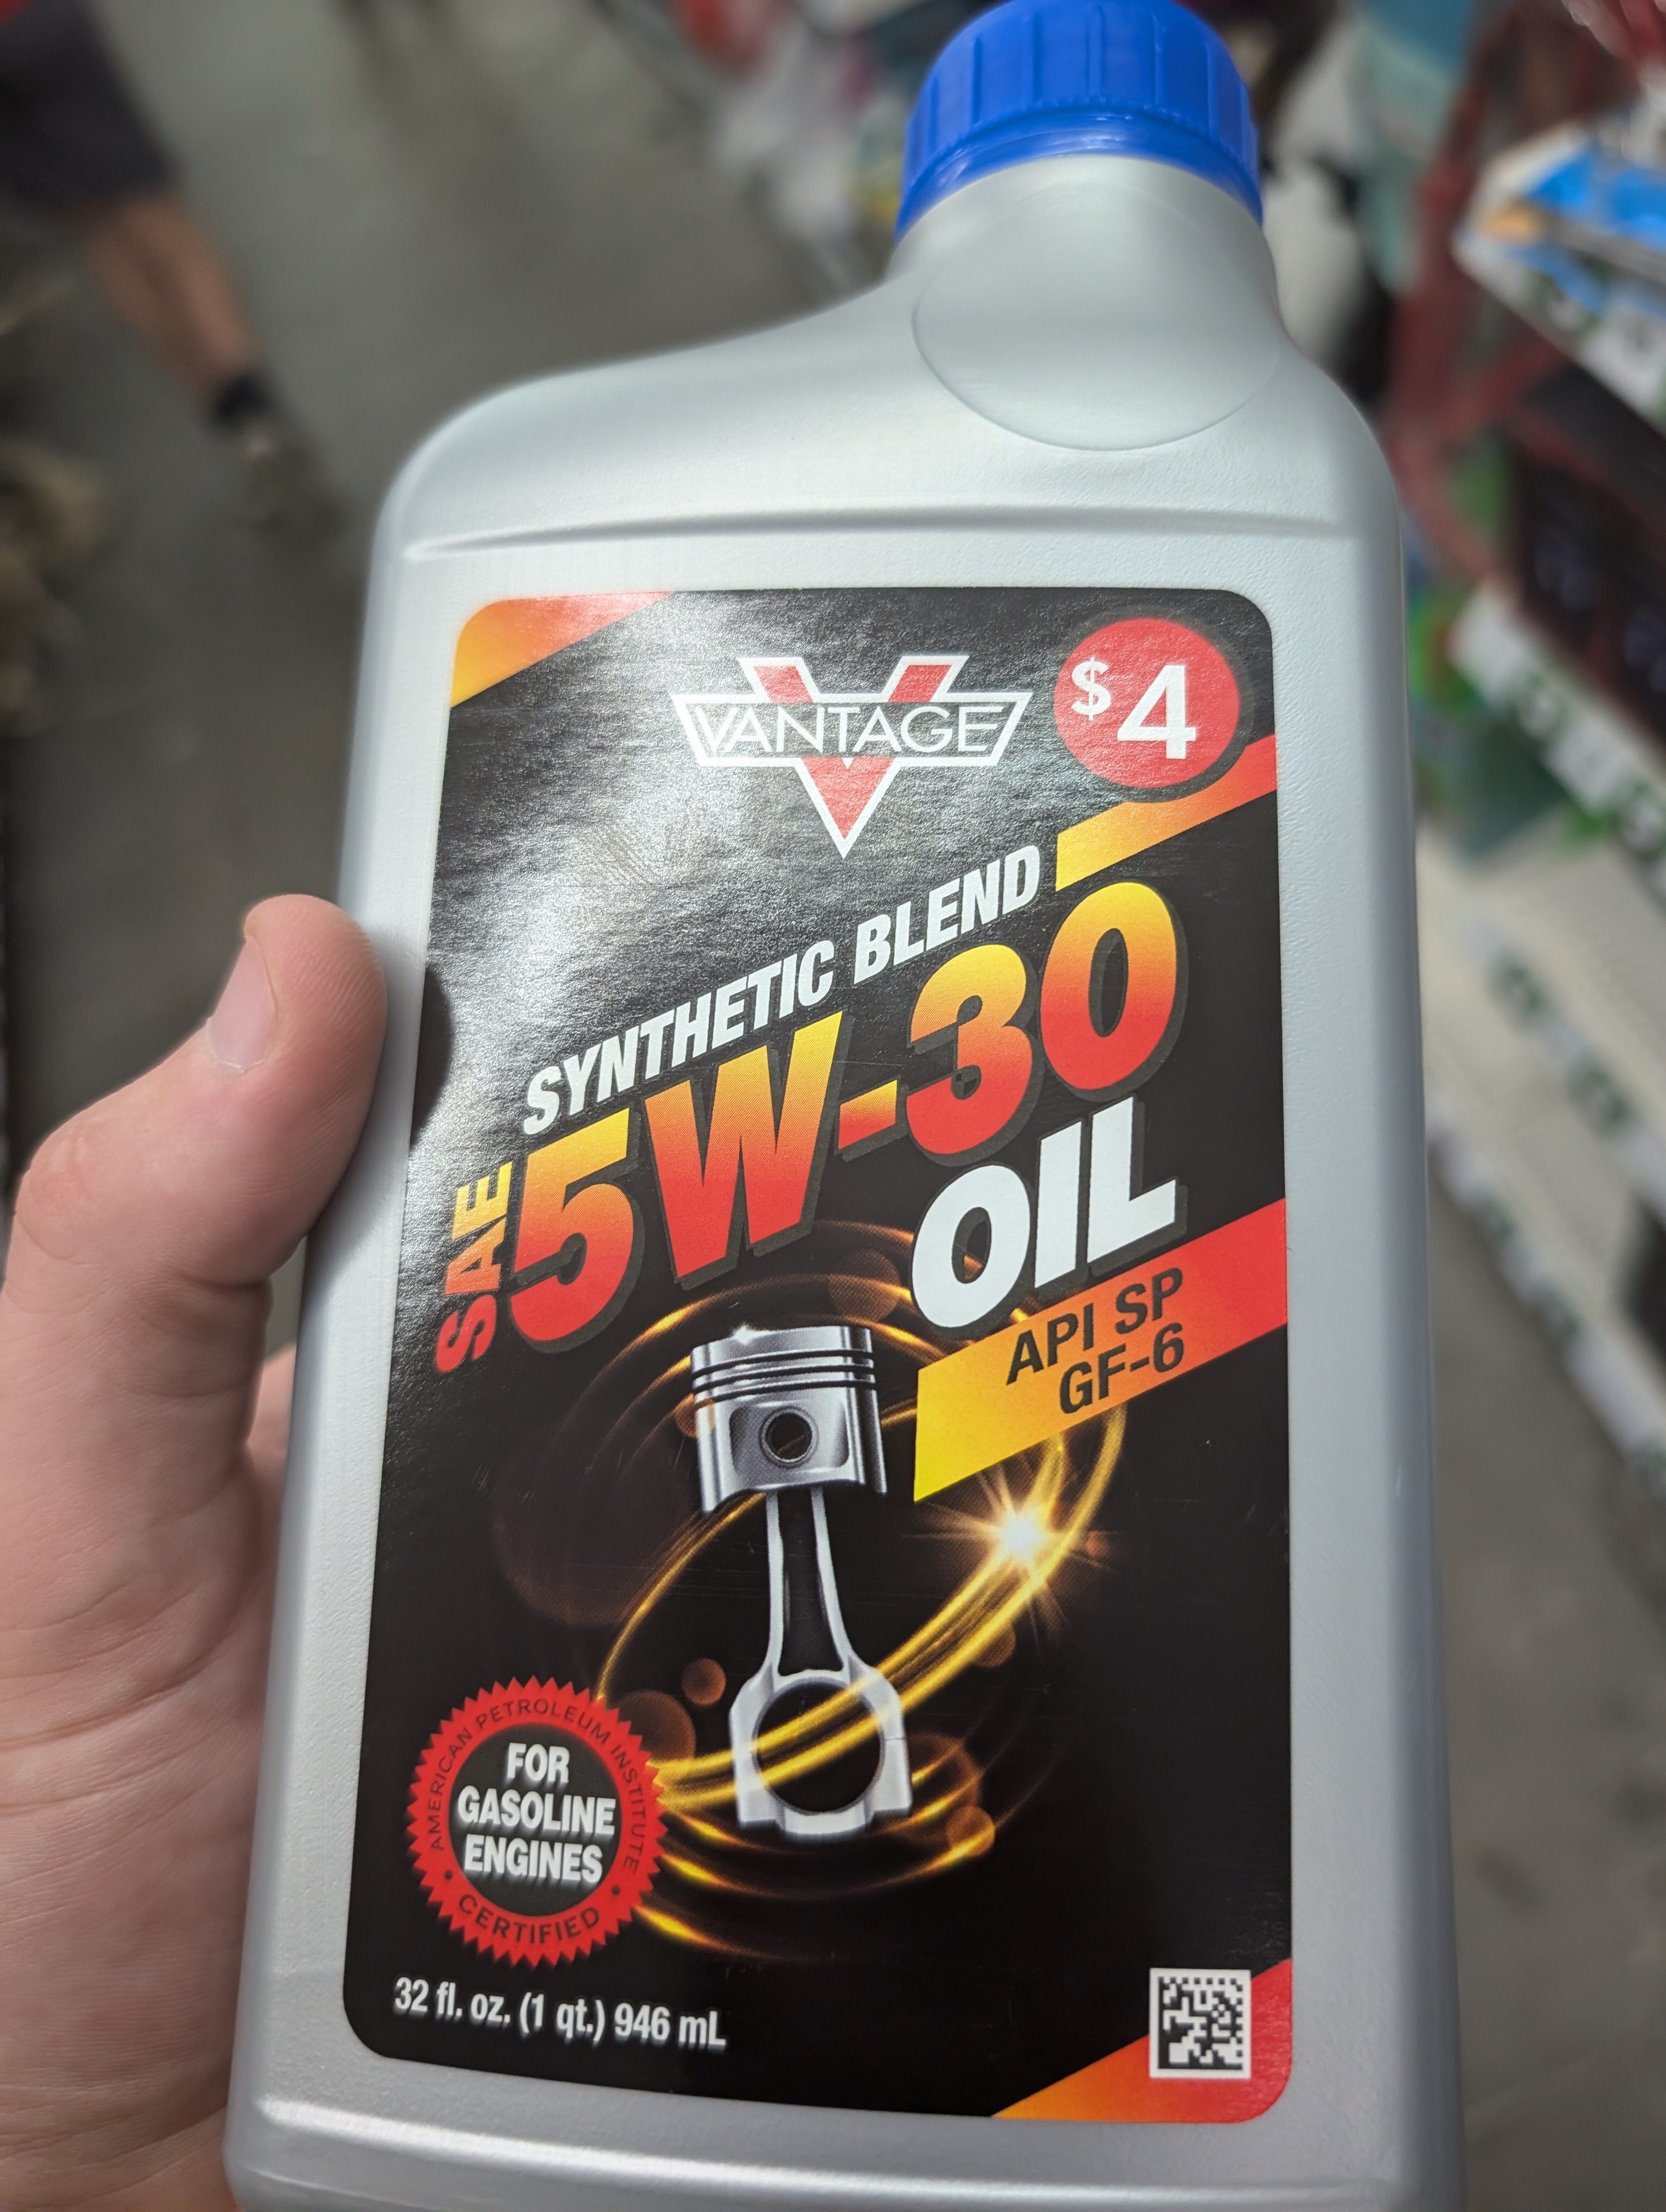 VANTAGE
$4
SYNTHETIC BLEND
SAE
5W-30
OIL
API SP
GF-6
AMERICAN PETROLEUM INSTITUTE
FOR
GASOLINE
ENGINES
CERTIFIED
32 fl. oz. (1 qt.) 946 mL